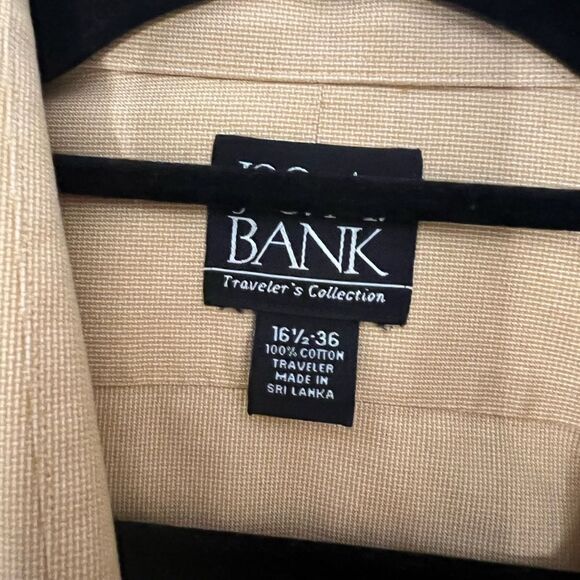 BANK
Traveler's Collection
16½-36
100% COTTON
TRAVELER
MADE IN
SRI LANKA